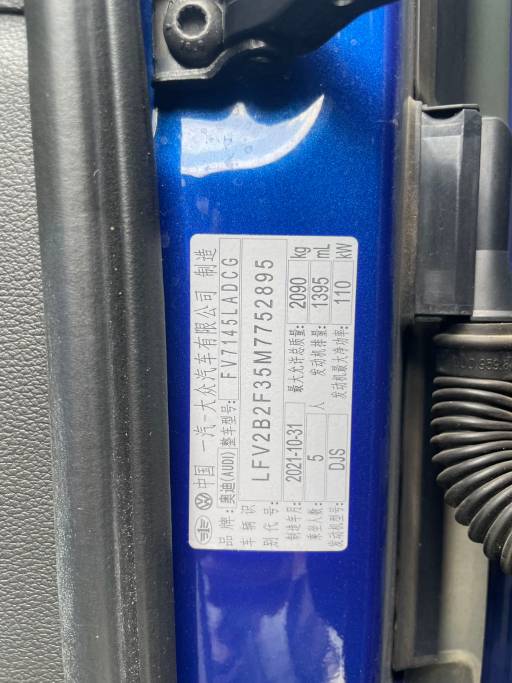 中国 一汽-大众汽车有限公司 制造
品牌:奥迪(AUDI) 整车型号: FV7145LADCG
车辆识别代号: LFV2B2F35M7752895
制造年月: 2021-10-31 最大允许总质量: 2090 kg
乘坐人数: 5 人 发动机排量: 1395 mL
发动机型号: DJS 发动机最大净功率: 110 kW